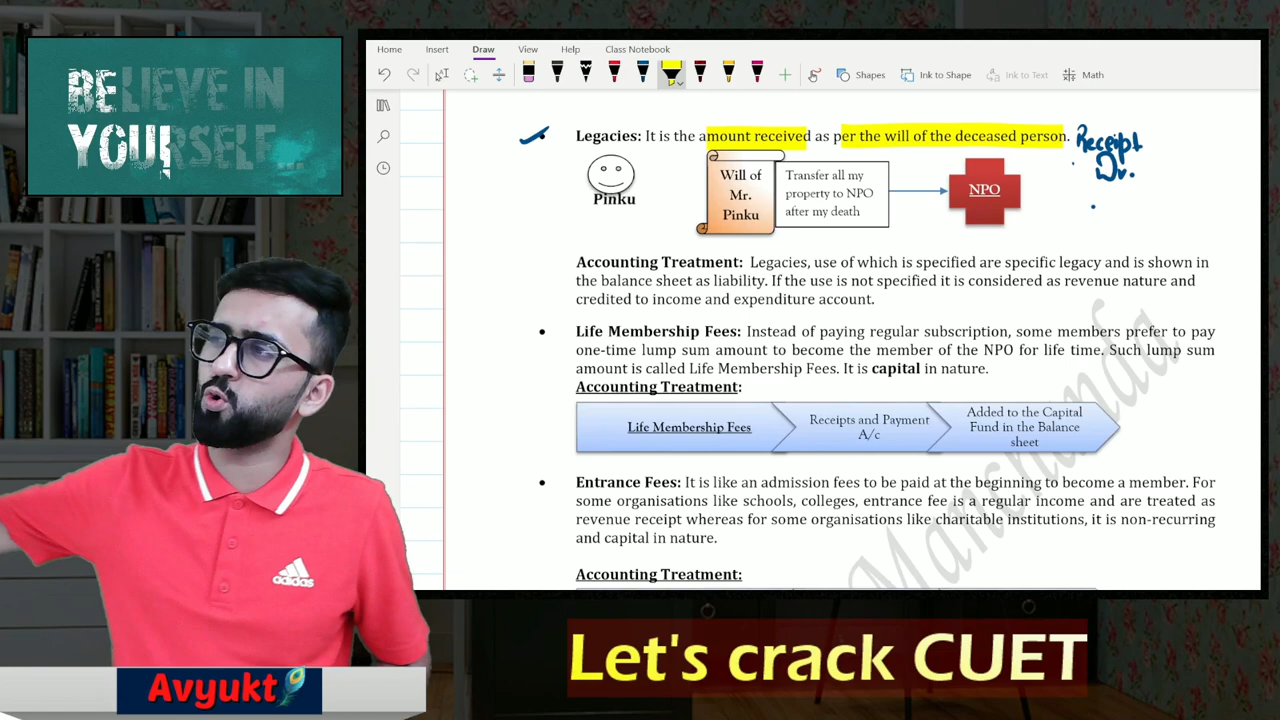 BELIEVE IN
YOURSELF...
Home Insert Draw View Help Class Notebook
Shapes Ink to Shape Ink to Text Math
Legacies: It is the amount received as per the will of the deceased person.
Receipt
Dr.
Pinku
Will of
Mr.
Pinku
Transfer all my
property to NPO
after my death
NPO
Accounting Treatment: Legacies, use of which is specified are specific legacy and is shown in
the balance sheet as liability. If the use is not specified it is considered as revenue nature and
credited to income and expenditure account.
• Life Membership Fees: Instead of paying regular subscription, some members prefer to pay
one-time lump sum amount to become the member of the NPO for life time. Such lump sum
amount is called Life Membership Fees. It is capital in nature.
Accounting Treatment:
Life Membership Fees
Receipts and Payment
A/c
Added to the Capital
Fund in the Balance
sheet
• Entrance Fees: It is like an admission fees to be paid at the beginning to become a member. For
some organisations like schools, colleges, entrance fee is a regular income and are treated as
revenue receipt whereas for some organisations like charitable institutions, it is non-recurring
and capital in nature.
Accounting Treatment:
Manchanda
adidas
Let's crack CUET
Avyukt